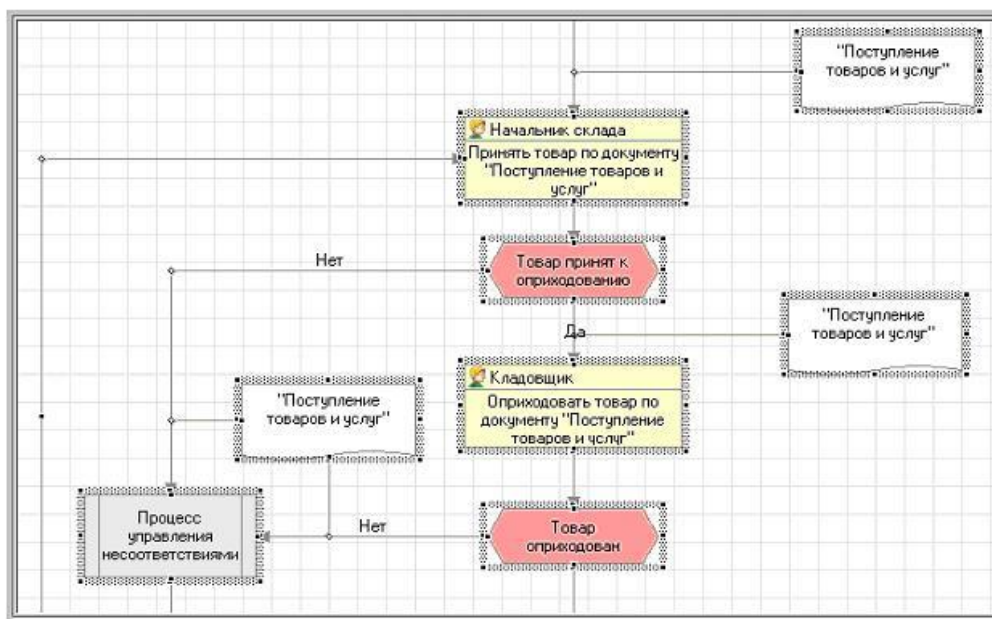 "Поступление
товаров и услуг"
Начальник склада
Принять товар по документу
"Поступление товаров и
услуг"
Нет
Товар принят к
оприходованию
"Поступление
товаров и услуг"
Да
Кладовщик
Оприходовать товар по
документу "Поступление
товаров и услуг"
"Поступление
товаров и услуг"
Процесс
управления
несоответствиями
Нет
Товар
оприходован